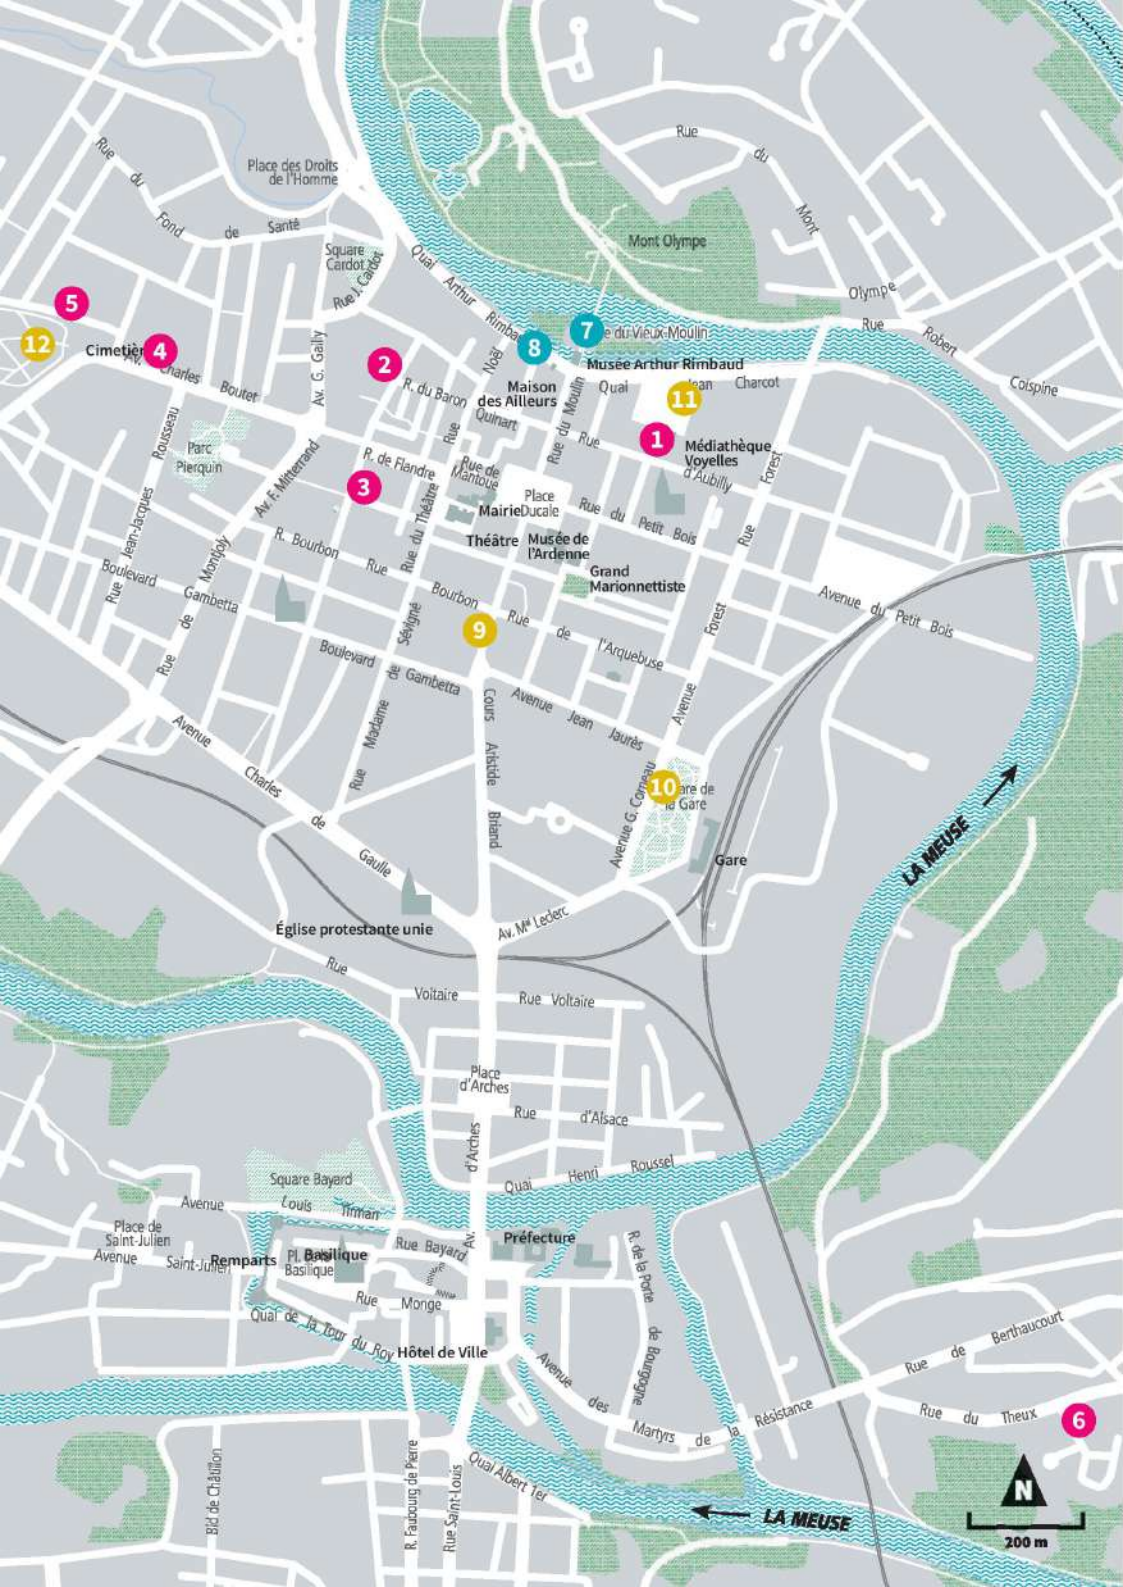 Rue
du
Mont
Olympe
Rue
du
Fond
de
Santé
Place des Droits
de l'Homme
Square
Cardot
Rue J. Cardot
Mont Olympe
Quai Arthur
Rimba
Rue
Robert
Coispine
5
12
Cimetièr
4
Av. Charles Boutet
Av. G. Gailly
2
R. du Baron
Quinart
Rue
d'Aubilly
Noël
Rue
8
7
e du Vieux-Moulin
Musée Arthur Rimbaud
Quai
Jean Charcot
11
Maison
des Ailleurs
Rue du Moulin
1
Médiathèque
Voyelles
Forest
Rue
Rousseau
Jean-Jacques
Rue
Parc
Pierquin
Av. F. Mitterrand
R. de Flandre
3
Rue de
Mantoue
Place
Ducale
Mairie
Théâtre
Musée de
l'Ardenne
Grand
Marionnettiste
Rue du Petit Bois
Avenue du Petit Bois
Rue du Théâtre
R. Bourbon
Rue
Bourbon
Rue de l'Arquebuse
Boulevard
Gambetta
Montjoly
de
Rue
Sévigné
de
Madame
Rue
Boulevard
Gambetta
9
Cours
Aristide
Briand
Avenue Jean Jaurès
Forest
Avenue
10
are de
la Gare
Avenue G. Corneau
Gare
Avenue
Charles
de
Gaulle
Église protestante unie
Av. Mal Leclerc
LA MEUSE
Rue
Voltaire
Rue Voltaire
Place
d'Arches
Rue d'Alsace
d'Arches
Av.
Quai Henri Roussel
Square Bayard
Avenue
Louis Tirman
Place de
Saint-Julien
Avenue
Saint-Julien
Remparts
Pl.
Basilique
Basilique
Rue Bayard
Préfecture
Rue Monge
Quai de la Tour du Roy
Hôtel de Ville
R. de la Porte
de Bourgogne
Avenue
des
Martyrs de la Résistance
Rue de Berthaucourt
Rue du Theux
6
Bld de Châtillon
R. Faubourg de Pierre
Rue Saint-Louis
Quai Albert 1er
LA MEUSE
N
200 m